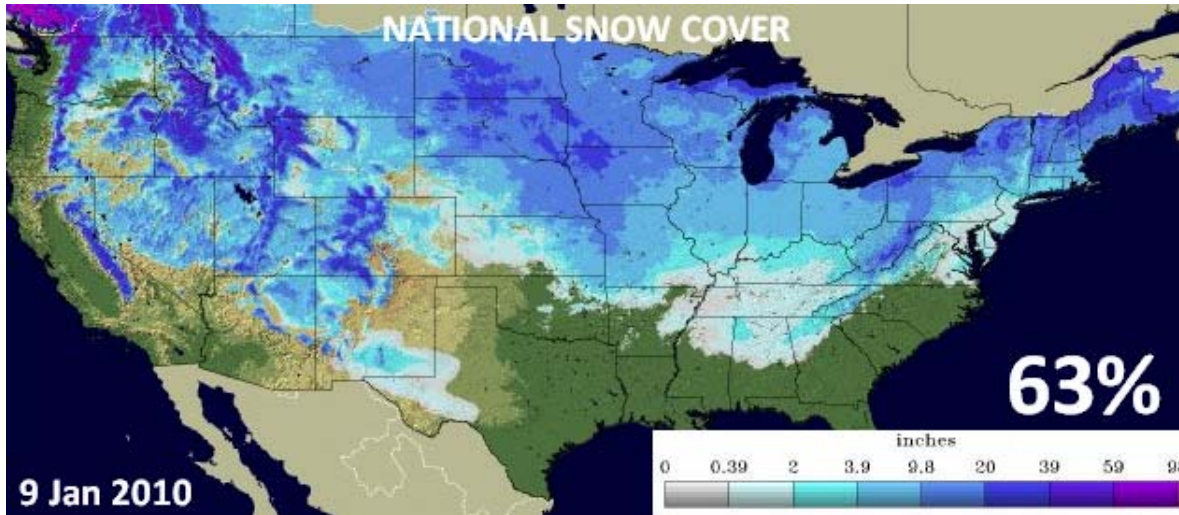 NATIONAL SNOW COVER
63%
inches
0 0.39 2 3.9 9.8 20 39 59 98
9 Jan 2010